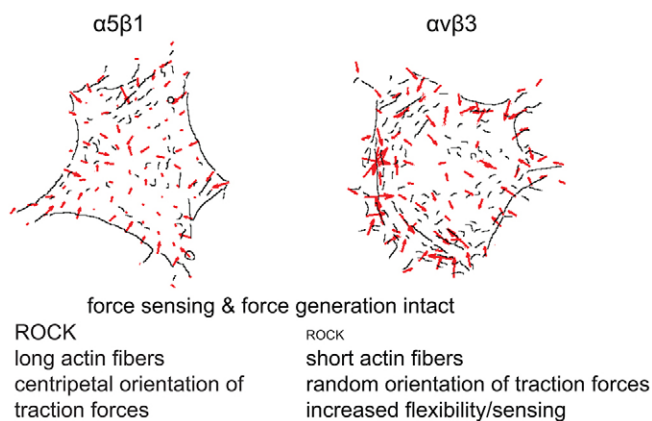 α5β1
αvβ3
force sensing & force generation intact
ROCK
long actin fibers
centripetal orientation of
traction forces
ROCK
short actin fibers
random orientation of traction forces
increased flexibility/sensing